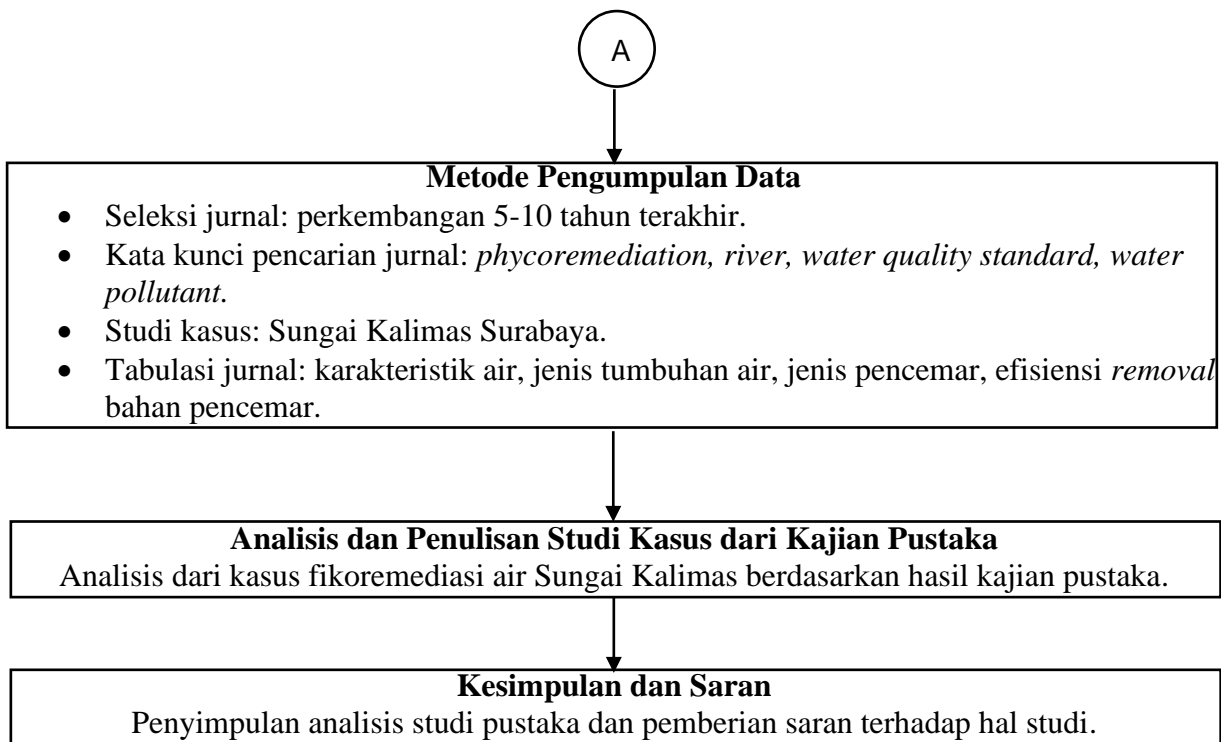 A
Metode Pengumpulan Data
• Seleksi jurnal: perkembangan 5-10 tahun terakhir.
• Kata kunci pencarian jurnal: phycoremediation, river, water quality standard, water
pollutant.
• Studi kasus: Sungai Kalimas Surabaya.
• Tabulasi jurnal: karakteristik air, jenis tumbuhan air, jenis pencemar, efisiensi removal
bahan pencemar.
Analisis dan Penulisan Studi Kasus dari Kajian Pustaka
Analisis dari kasus fikoremediasi air Sungai Kalimas berdasarkan hasil kajian pustaka.
Kesimpulan dan Saran
Penyimpulan analisis studi pustaka dan pemberian saran terhadap hal studi.